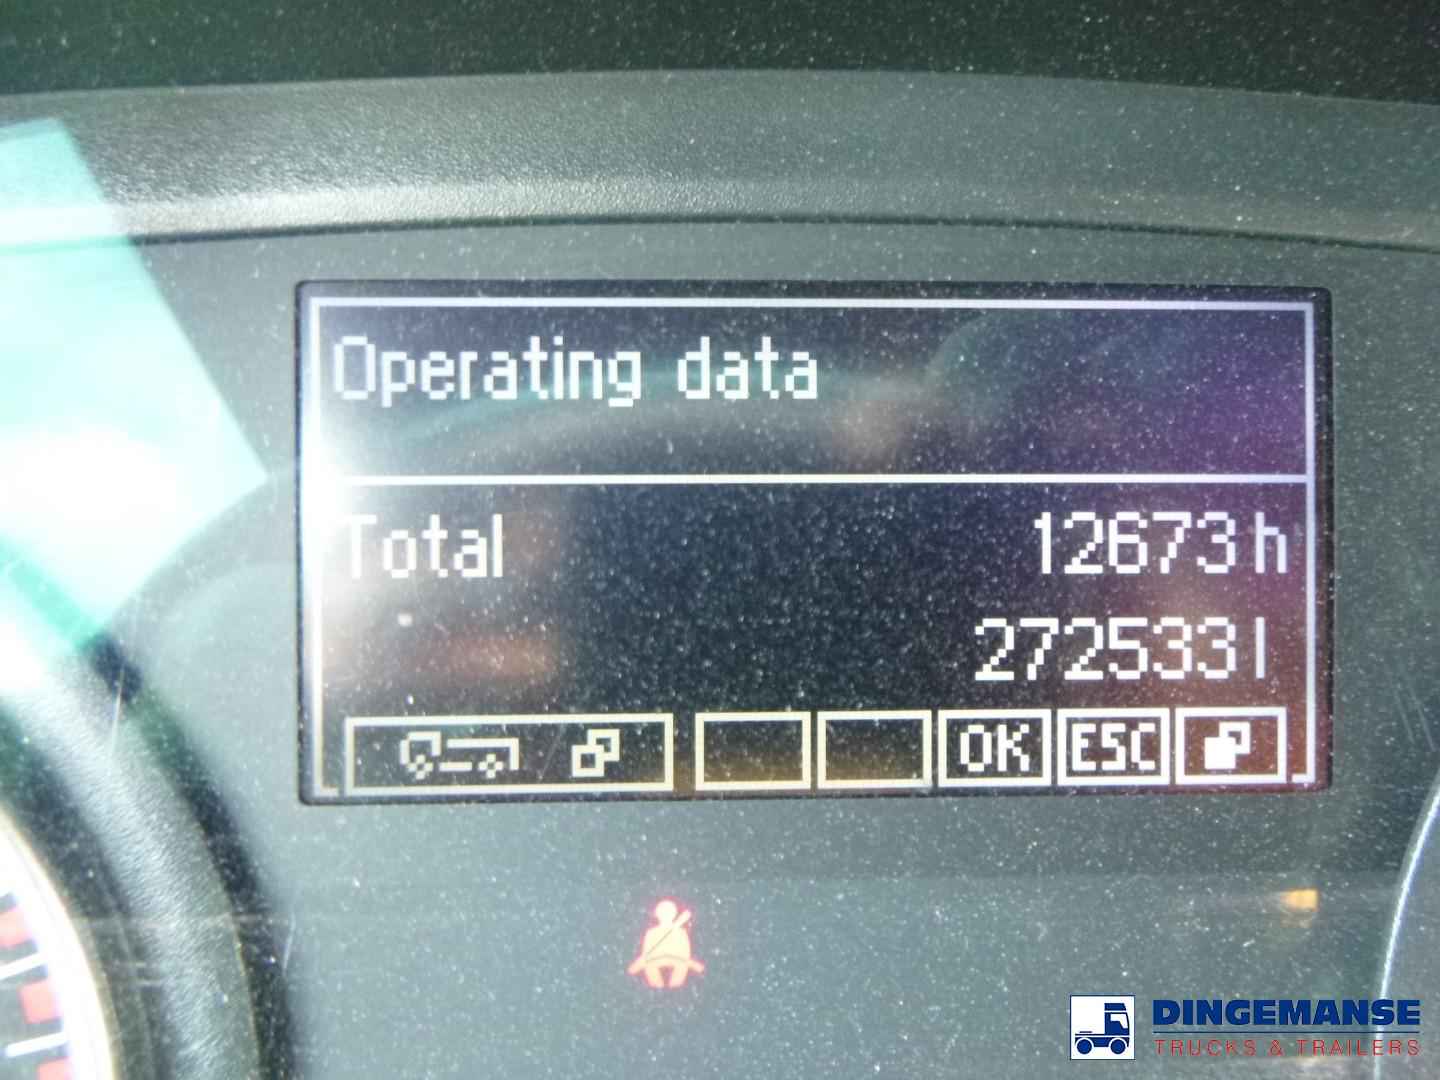 Operating data
Total 12673 h
272533 l
OK ESC
DINGEMANSE
TRUCKS & TRAILERS